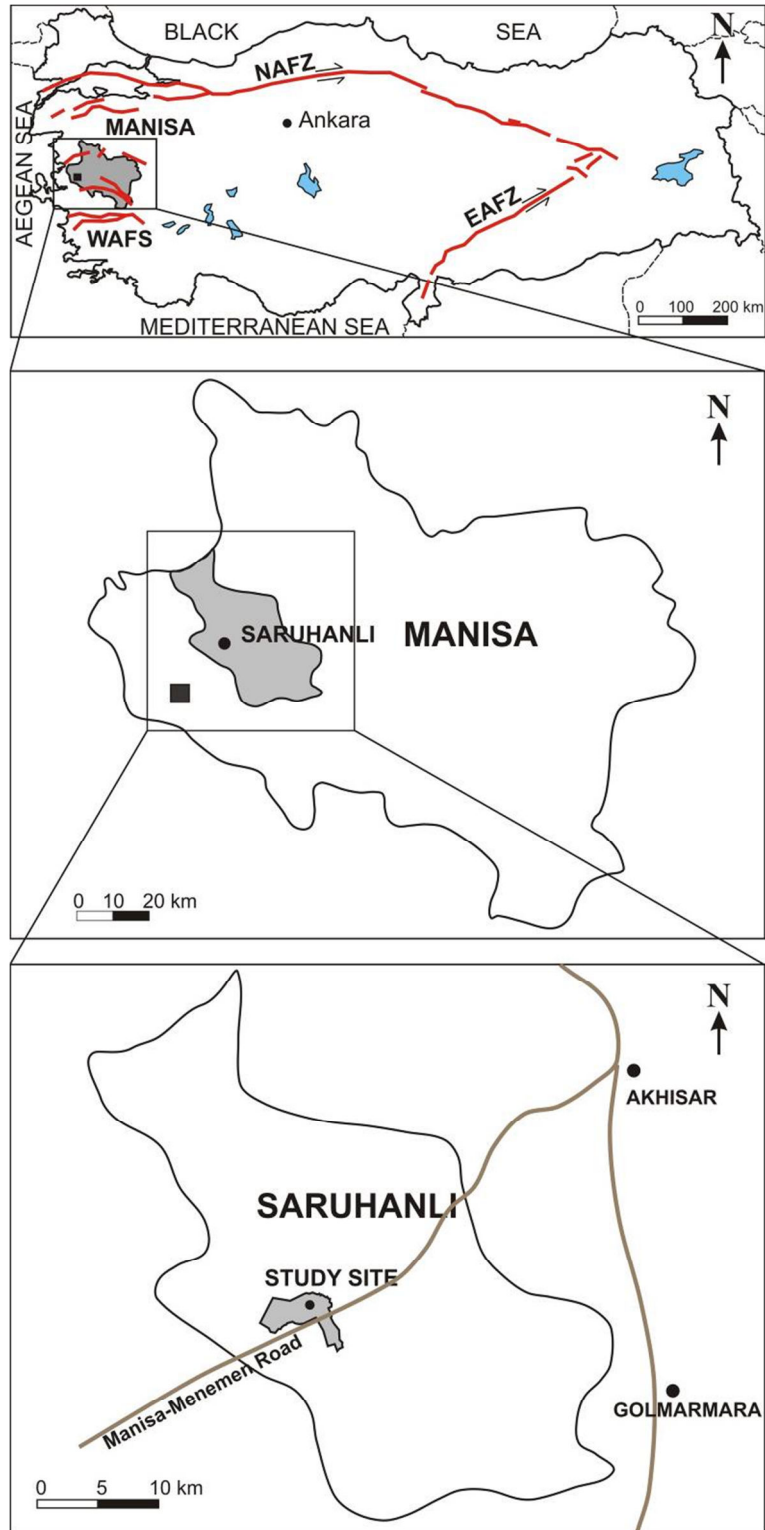 BLACK SEA
N
NAFZ
AEGEAN SEA
MANISA
Ankara
EAFZ
WAFS
MEDITERRANEAN SEA
0 100 200 km
N
SARUHANLI
MANISA
0 10 20 km
N
AKHISAR
SARUHANLI
STUDY SITE
Manisa-Menemen Road
GOLMARMARA
0 5 10 km